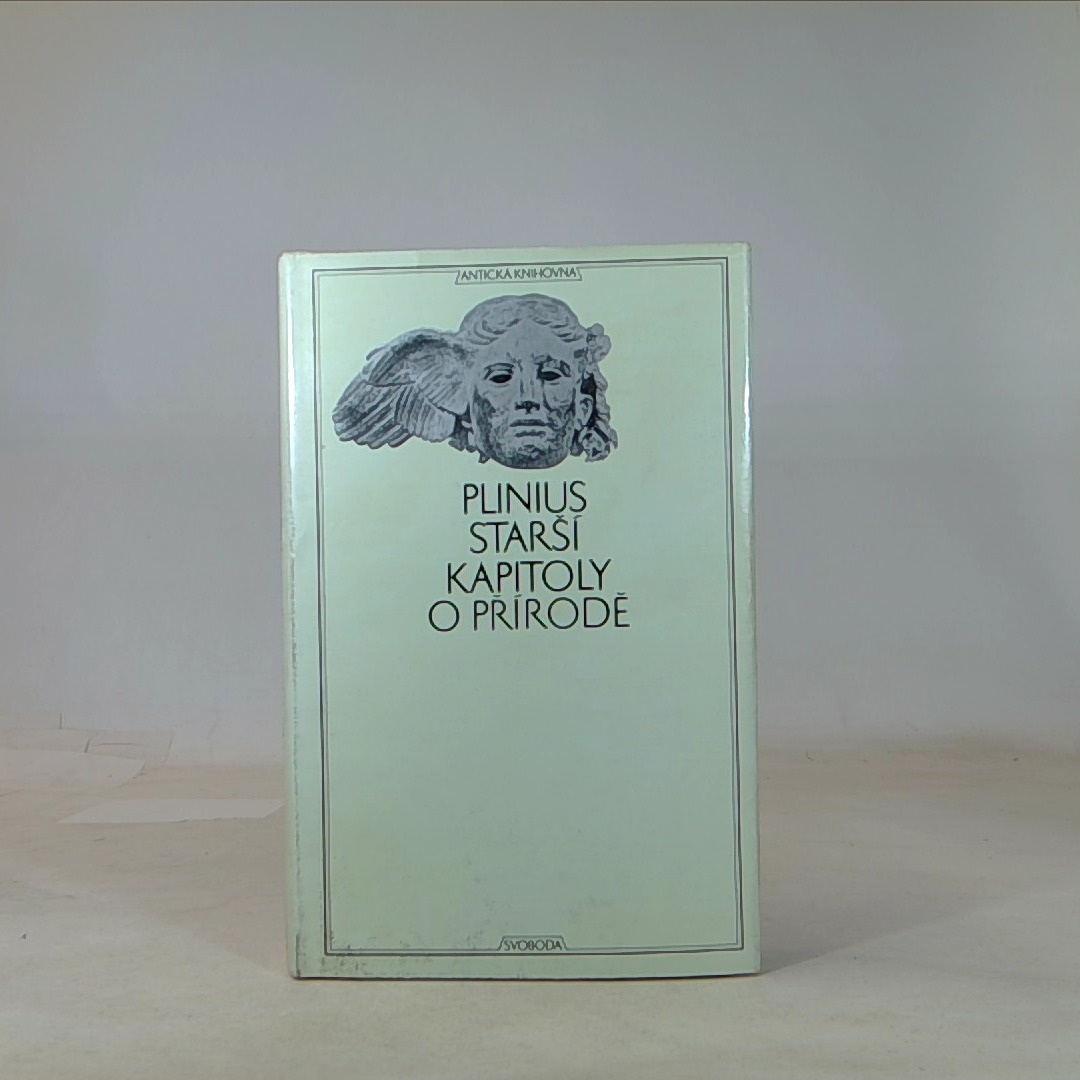 ANTICKÁ KNIHOVNA
PLINIUS
STARŠÍ
KAPITOLY
O PŘÍRODĚ
SVOBODA